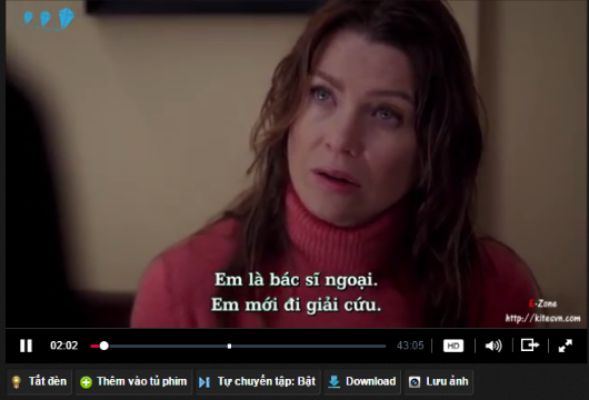 Em là bác sĩ ngoại.
Em mới đi giải cứu.
E-Zone
http://kitesvn.com
02:02
43:05
HD
Tắt đèn
Thêm vào tủ phim
Tự chuyển tập: Bật
Download
Lưu ảnh